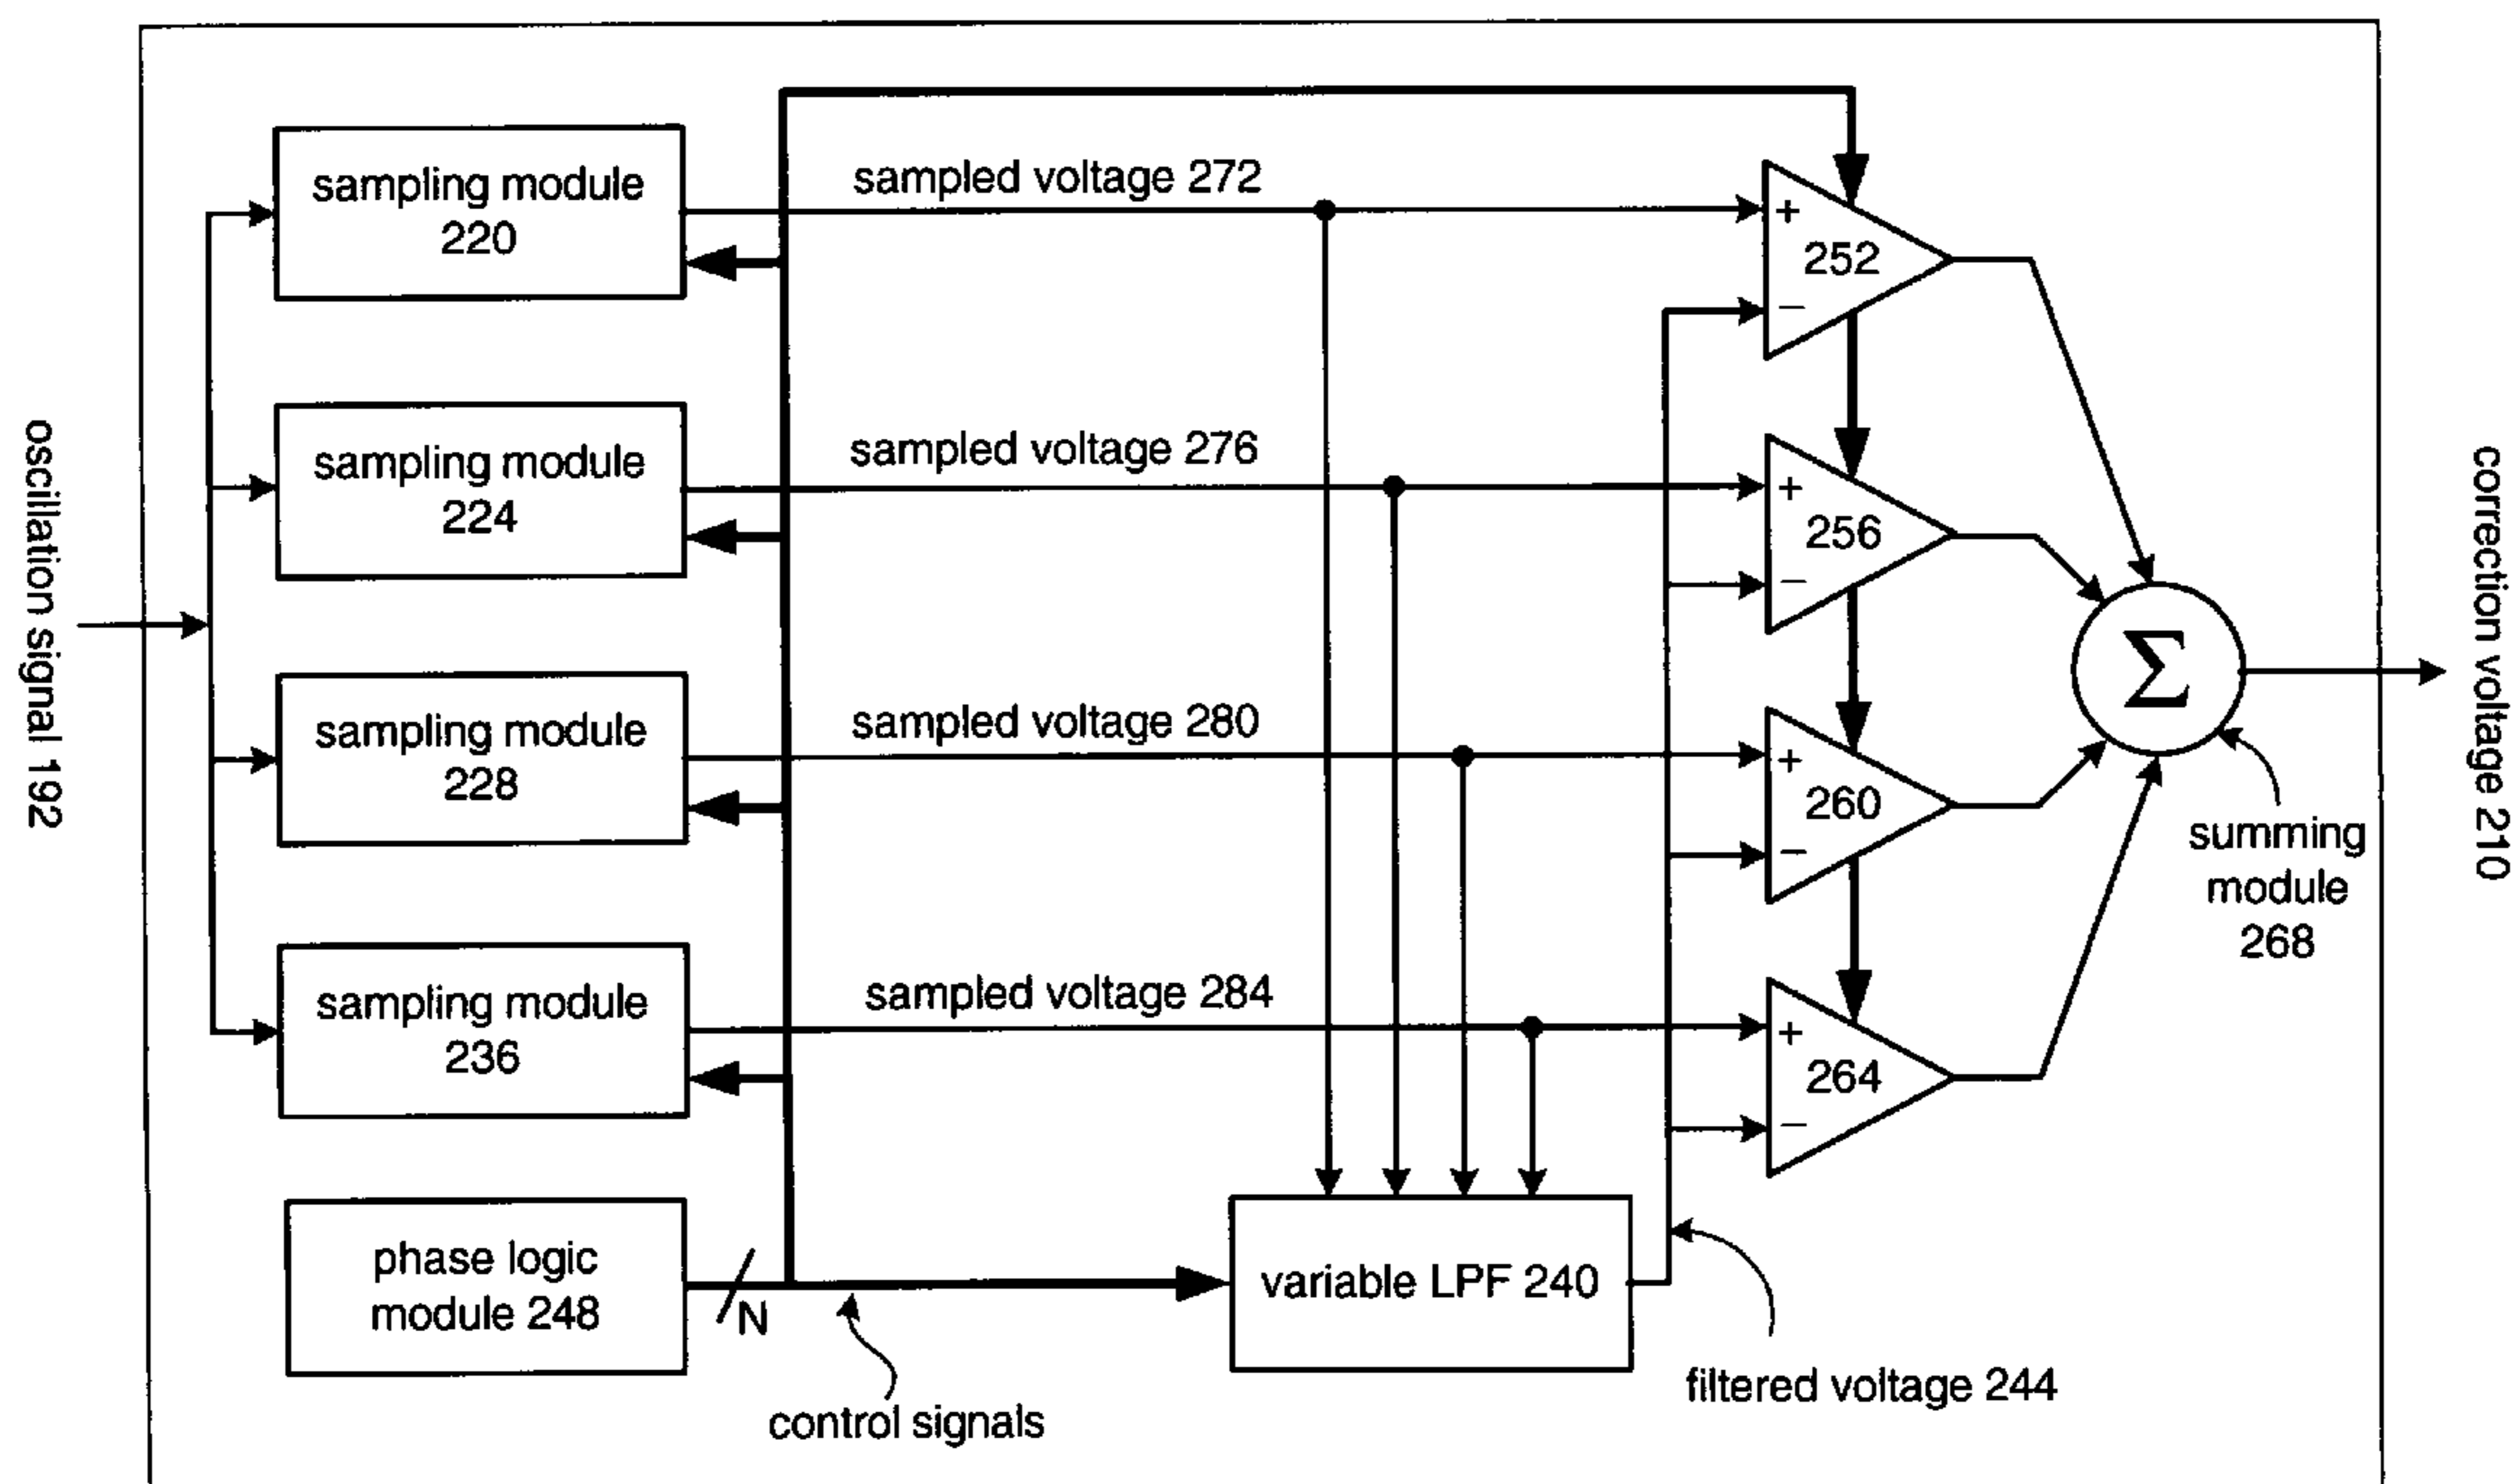 oscillation signal 192
sampling module
220
sampled voltage 272
+
252
−
sampling module
224
sampled voltage 276
+
256
−
sampling module
228
sampled voltage 280
+
260
−
sampling module
236
sampled voltage 284
+
264
−
Σ
summing
module
268
correction voltage 210
phase logic
module 248
N
control signals
variable LPF 240
filtered voltage 244